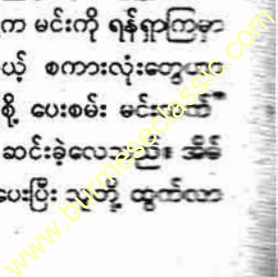 က မင်းကို ရန်ရှာကြမှာ
ယ့် စကားလုံးတွေ
စို့ ပေးစမ်း မင်း
ဆင်းခဲ့လေသည်။ အိမ်
ပေးပြီး သူတို့ ထွက်လာ
www.burmeseclassic.com